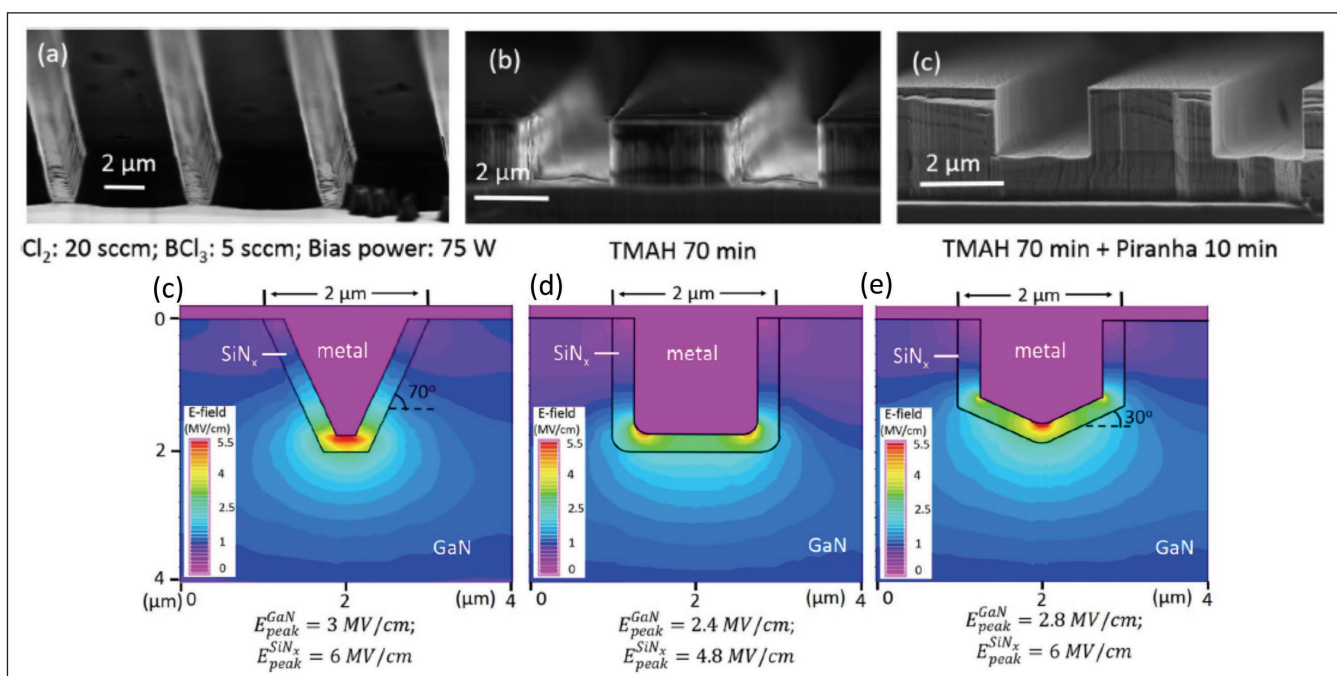 (a)
2 μm
(b)
2 μm
(c)
2 μm
Cl₂: 20 sccm; BCl₃: 5 sccm; Bias power: 75 W
TMAH 70 min
TMAH 70 min + Piranha 10 min
(c)
2 μm
0
SiNₓ
metal
70°
E-field
(MV/cm)
5.5
4
2.5
1
0
2
GaN
4
(μm)
0
2
(μm)
4
E^GaN_peak = 3 MV/cm;
E^SiNₓ_peak = 6 MV/cm
(d)
2 μm
SiNₓ
metal
E-field
(MV/cm)
5.5
4
2.5
1
0
GaN
0
2
(μm)
4
E^GaN_peak = 2.4 MV/cm;
E^SiNₓ_peak = 4.8 MV/cm
(e)
2 μm
SiNₓ
metal
30°
E-field
(MV/cm)
5.5
4
2.5
1
0
GaN
0
2
(μm)
4
E^GaN_peak = 2.8 MV/cm;
E^SiNₓ_peak = 6 MV/cm